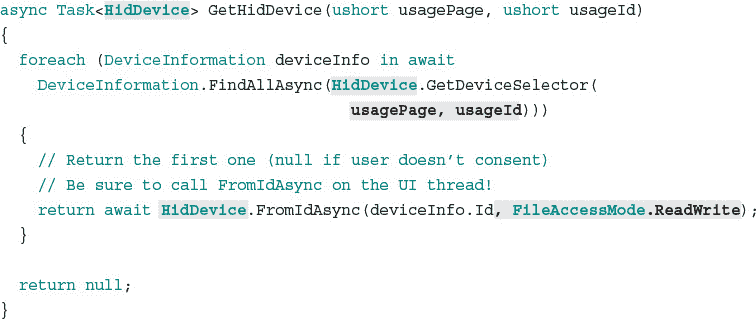 async Task<HidDevice> GetHidDevice(ushort usagePage, ushort usageId)
{
  foreach (DeviceInformation deviceInfo in await
    DeviceInformation.FindAllAsync(HidDevice.GetDeviceSelector(
                                   usagePage, usageId)))
  {
    // Return the first one (null if user doesn’t consent)
    // Be sure to call FromIdAsync on the UI thread!
    return await HidDevice.FromIdAsync(deviceInfo.Id, FileAccessMode.ReadWrite);
  }

  return null;
}